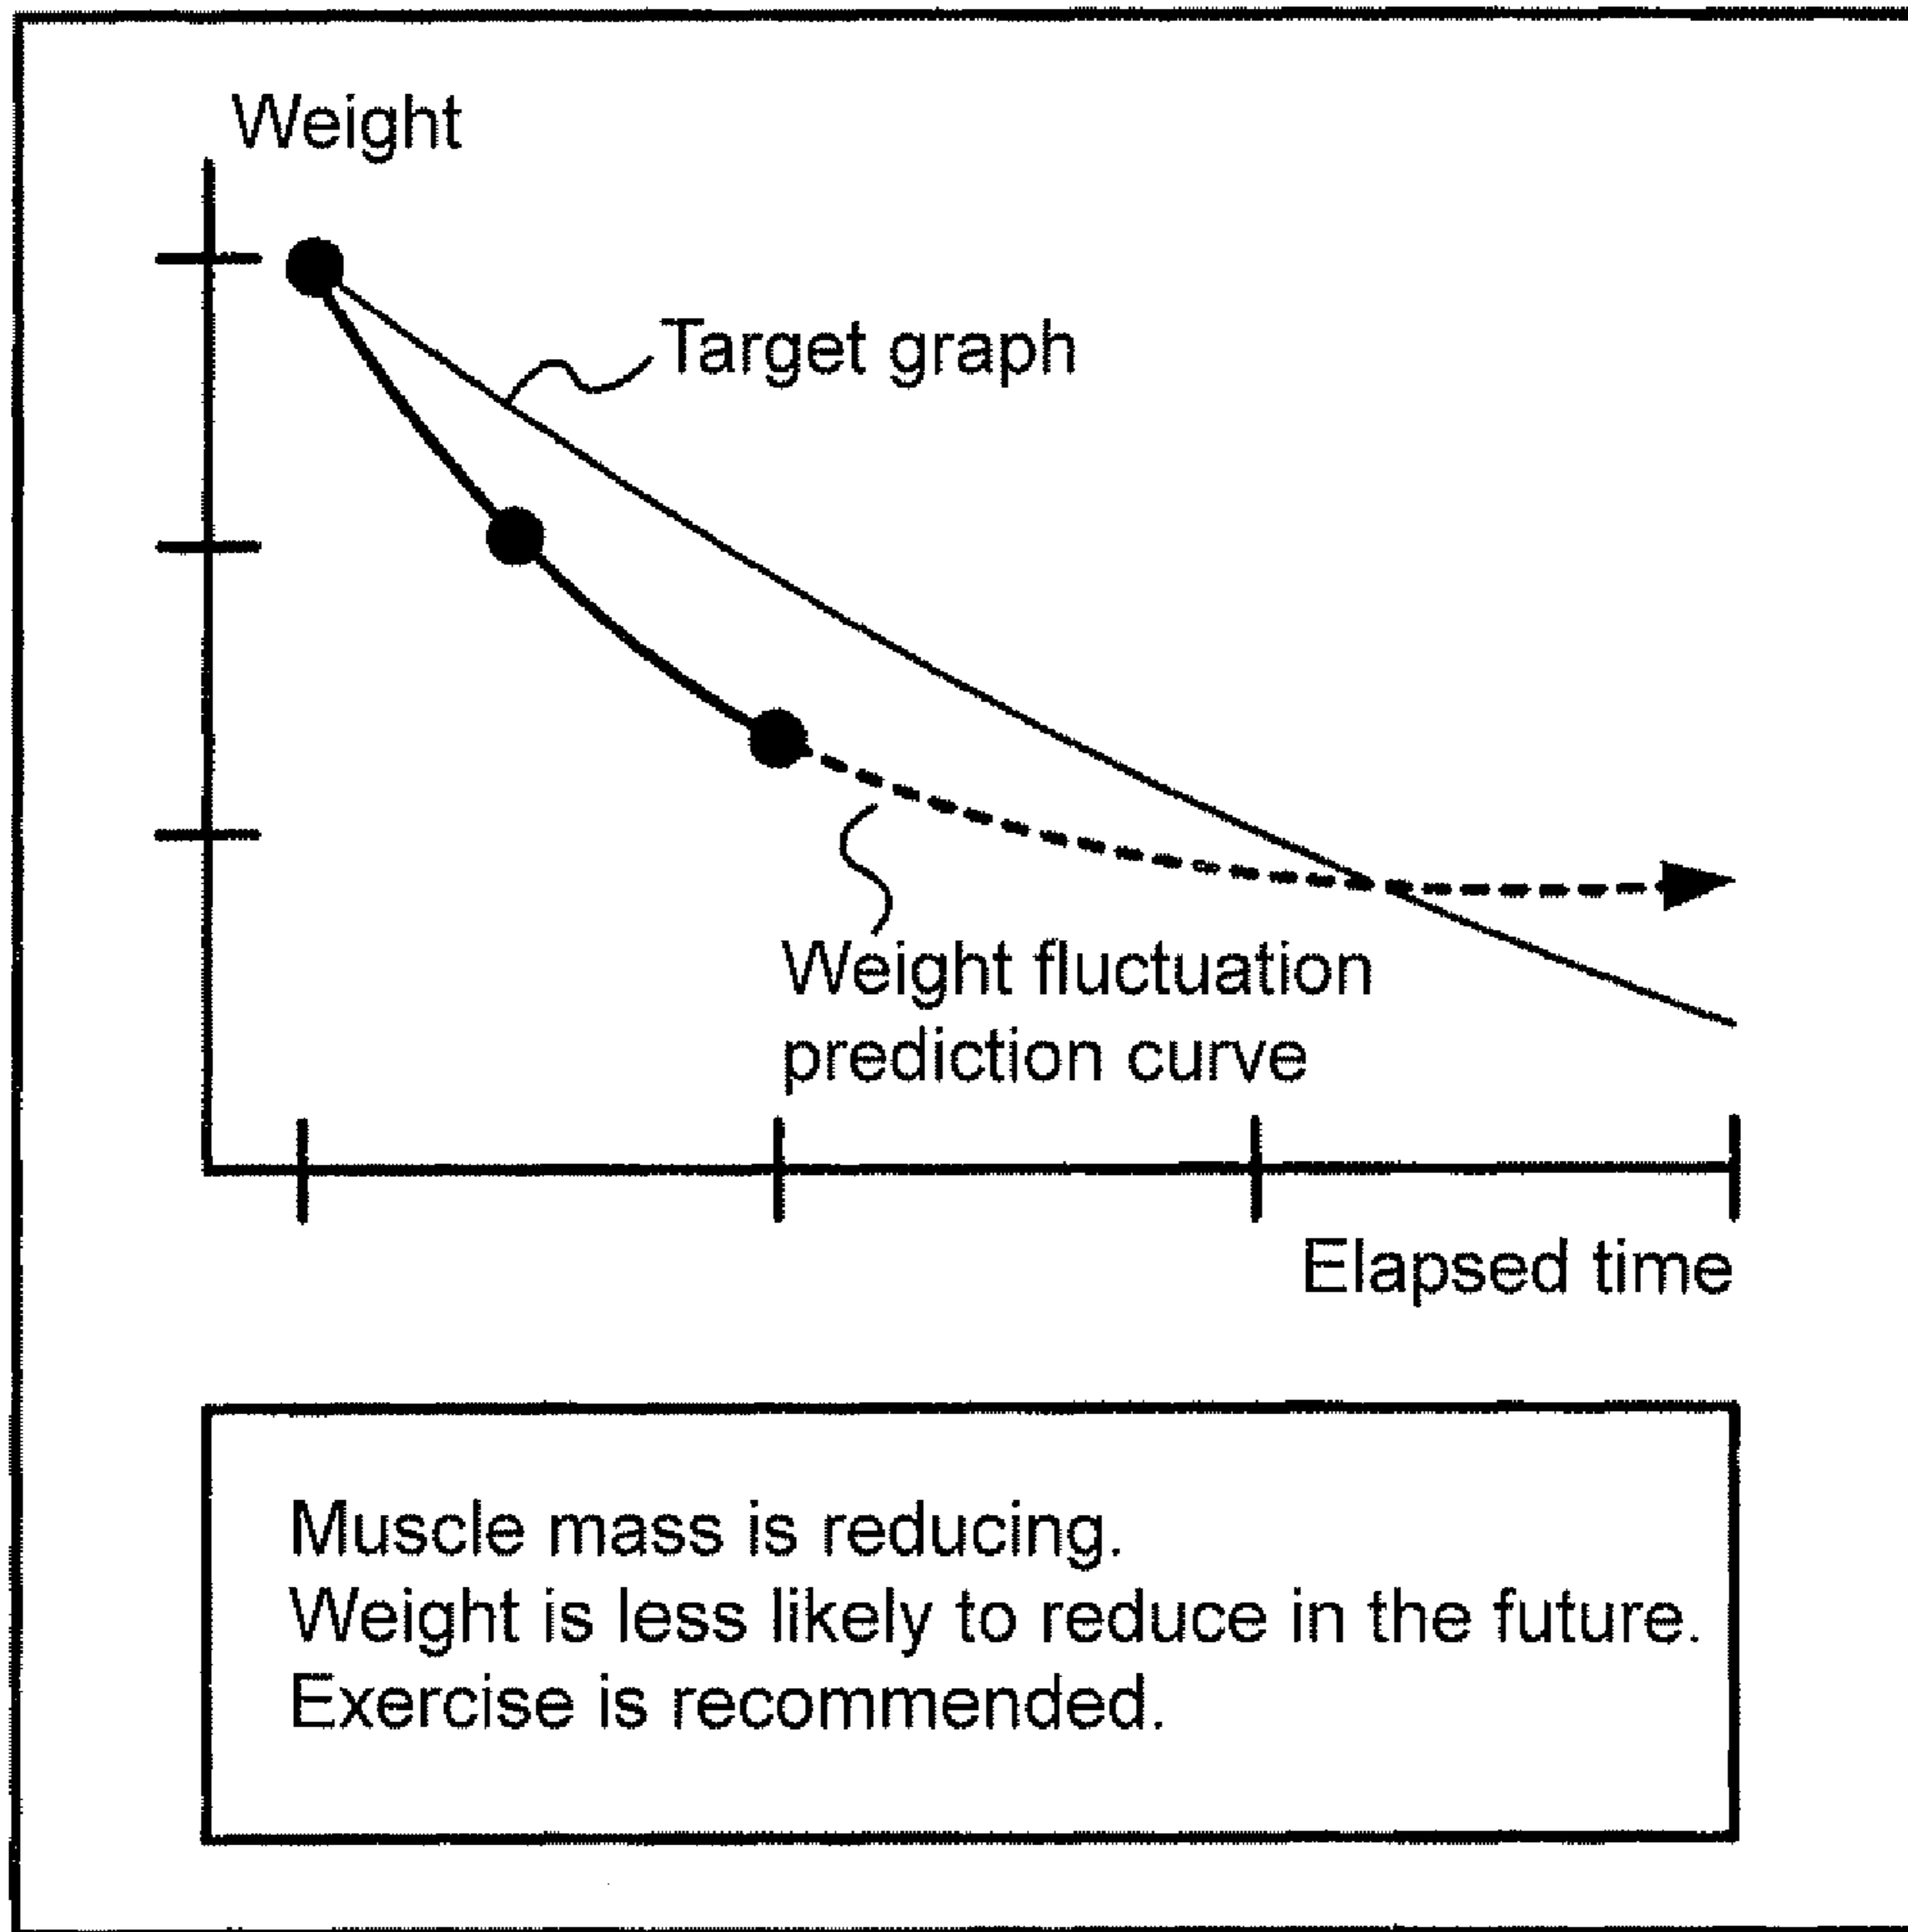 Weight
Target graph
Weight fluctuation
prediction curve
Elapsed time
Muscle mass is reducing.
Weight is less likely to reduce in the future.
Exercise is recommended.